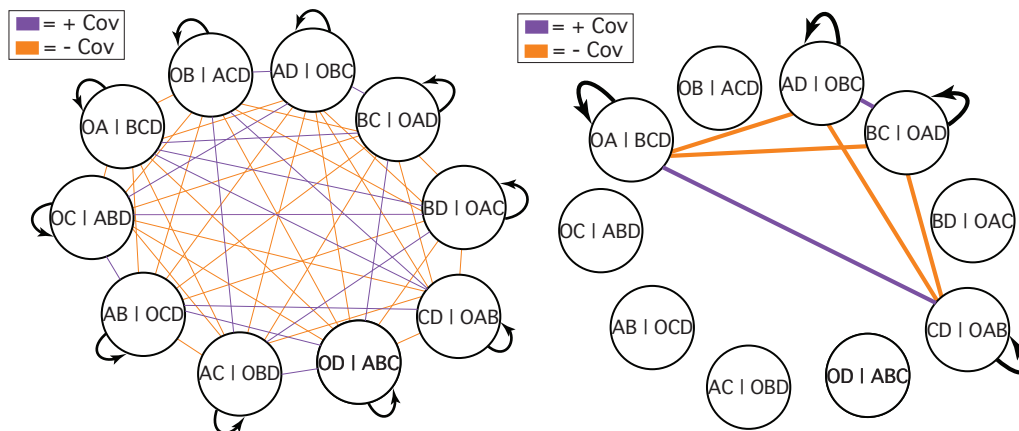 = + Cov
= - Cov
OB | ACD
AD | OBC
OA | BCD
BC | OAD
OC | ABD
BD | OAC
AB | OCD
CD | OAB
AC | OBD
OD | ABC
= + Cov
= - Cov
OB | ACD
AD | OBC
OA | BCD
BC | OAD
OC | ABD
BD | OAC
AB | OCD
CD | OAB
AC | OBD
OD | ABC